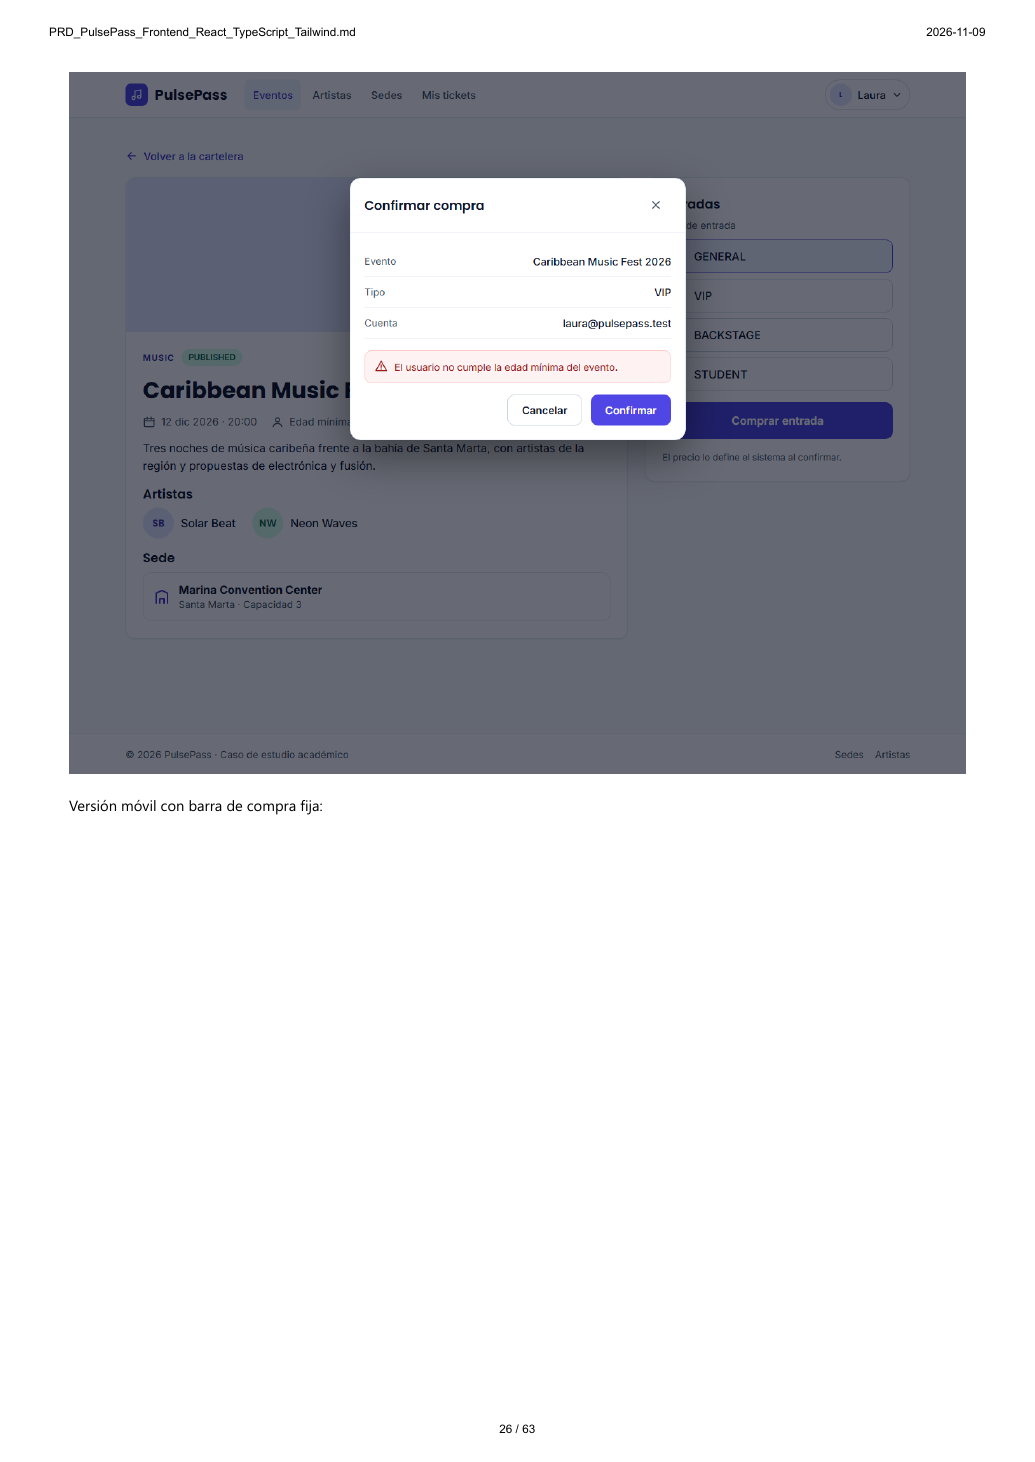 PRD_PulsePass_Frontend_React_TypeScript_Tailwind.md
2026-11-09
PulsePass
Eventos
Artistas
Sedes
Mis tickets
L
Laura
Volver a la cartelera
Confirmar compra
Evento
Caribbean Music Fest 2026
Tipo
VIP
Cuenta
laura@pulsepass.test
El usuario no cumple la edad mínima del evento.
Cancelar
Confirmar
MUSIC
PUBLISHED
Caribbean Music F
12 dic 2026 · 20:00
Edad mínima
Tres noches de música caribeña frente a la bahía de Santa Marta, con artistas de la
región y propuestas de electrónica y fusión.
Artistas
SB
Solar Beat
NW
Neon Waves
Sede
Marina Convention Center
Santa Marta · Capacidad 3
radas
de entrada
GENERAL
VIP
BACKSTAGE
STUDENT
Comprar entrada
El precio lo define el sistema al confirmar.
© 2026 PulsePass · Caso de estudio académico
Sedes
Artistas
Versión móvil con barra de compra fija:
26 / 63